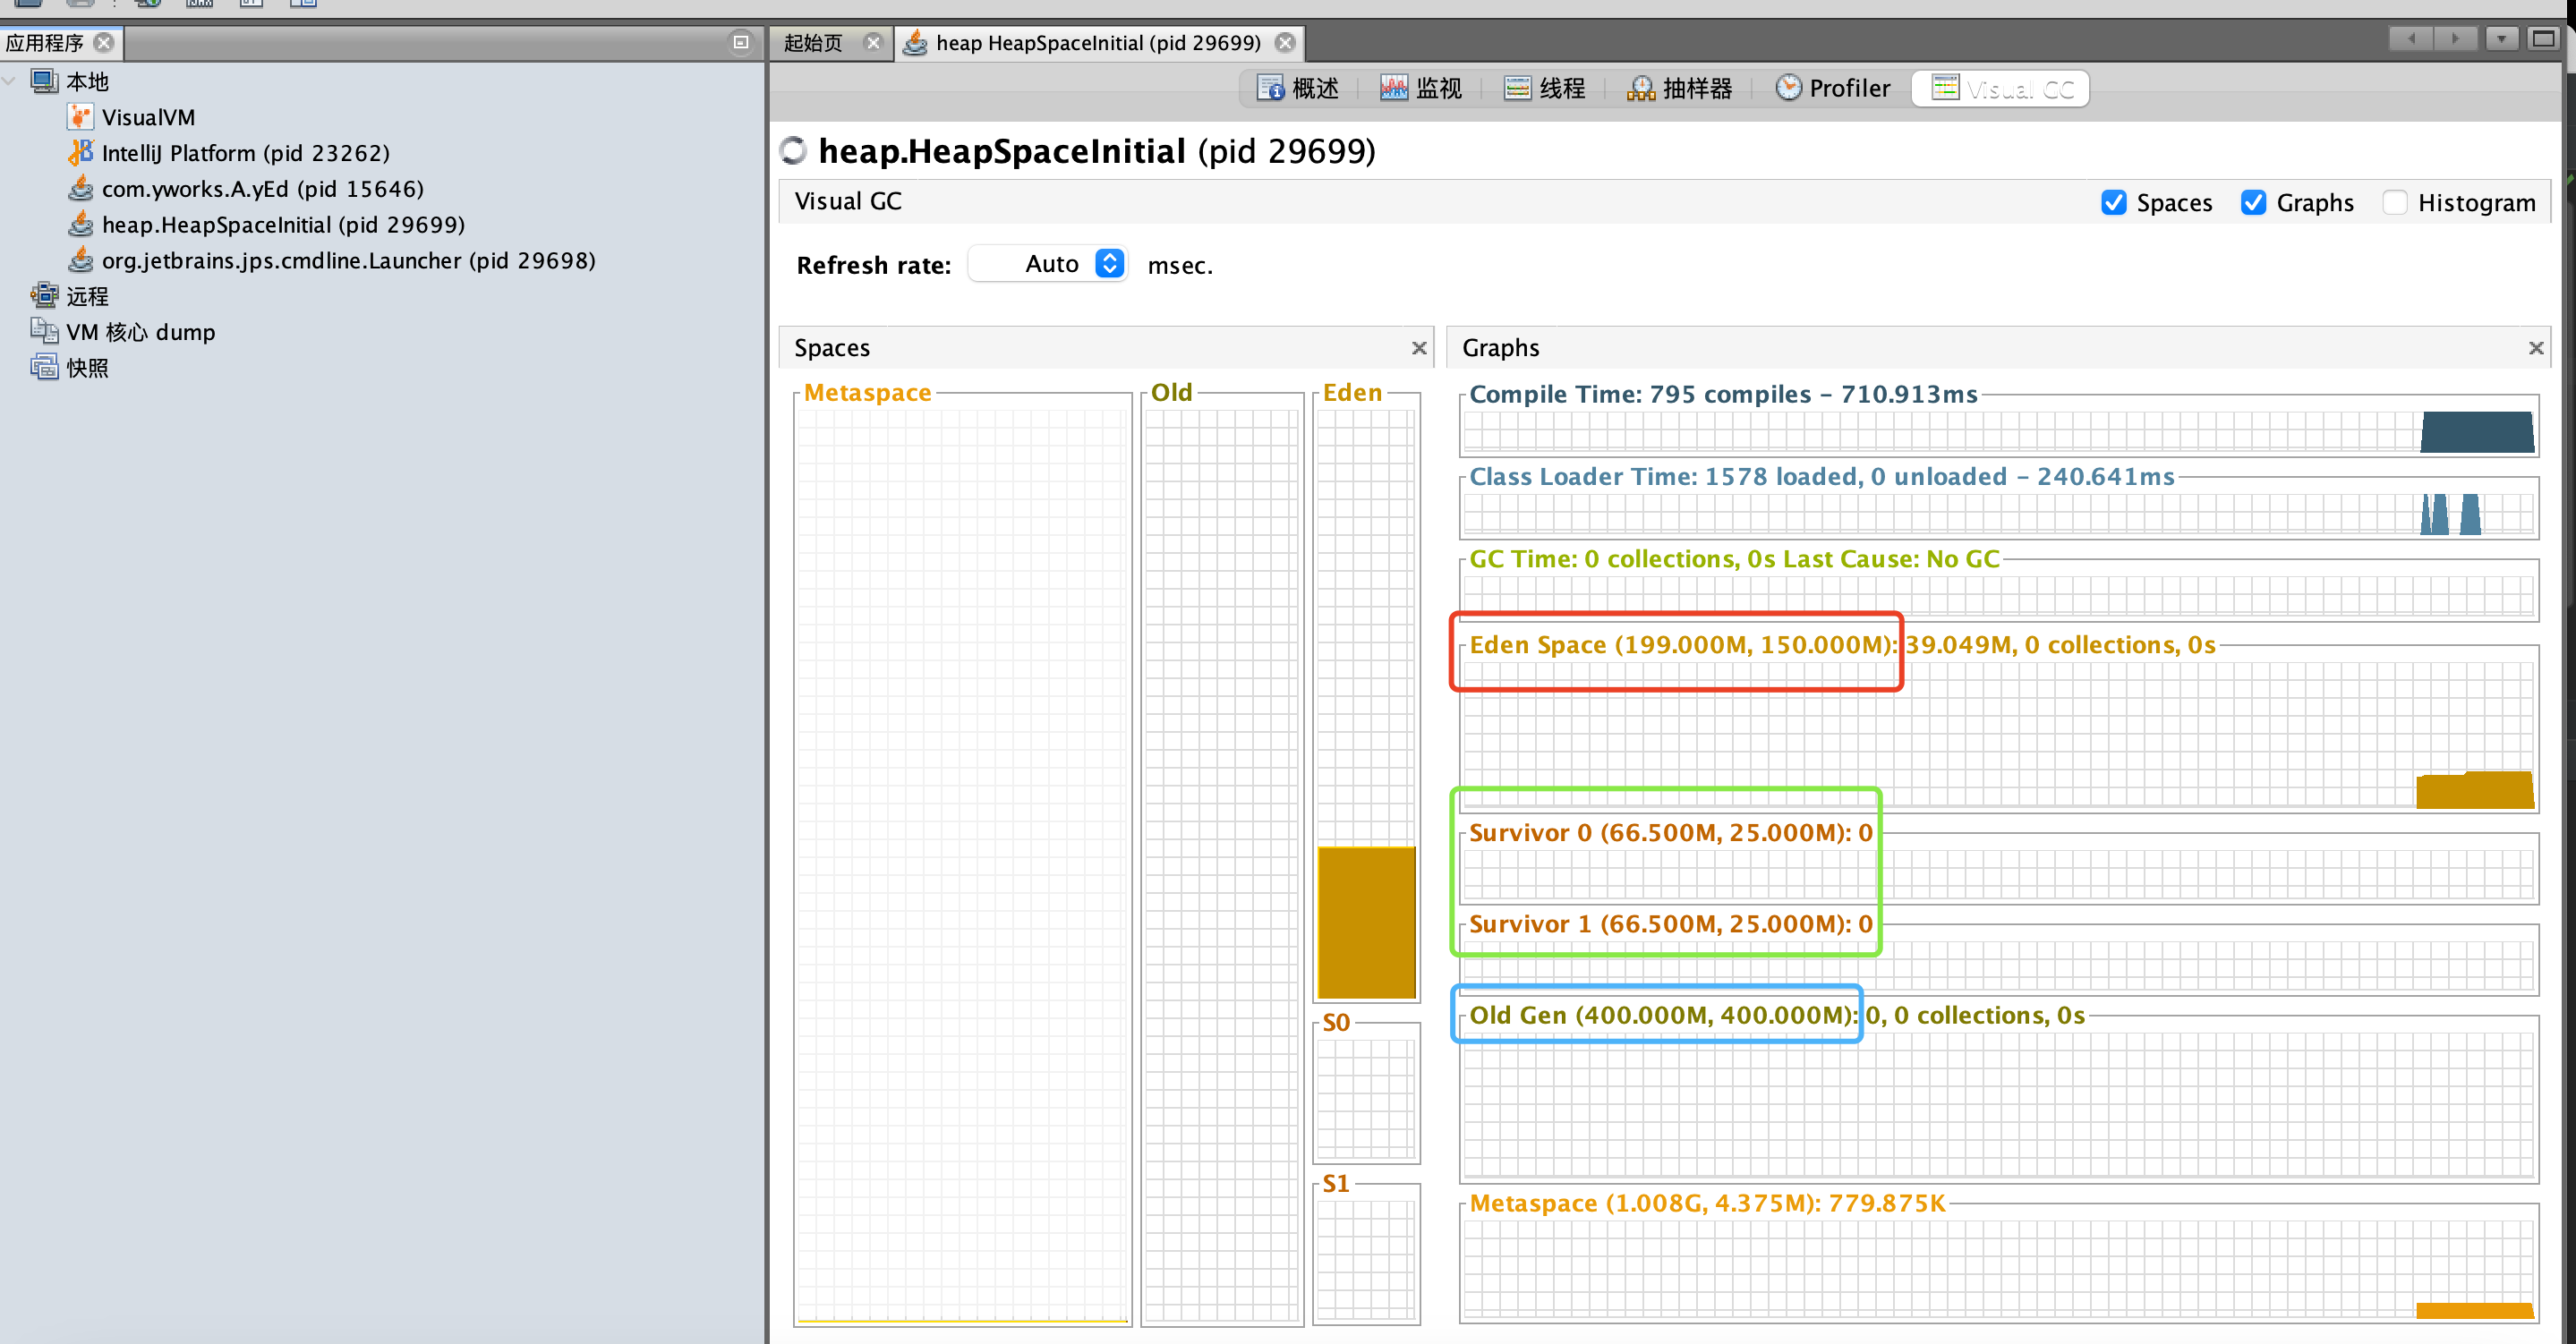 应用程序
本地
VisualVM
IntelliJ Platform (pid 23262)
com.yworks.A.yEd (pid 15646)
heap.HeapSpaceInitial (pid 29699)
org.jetbrains.jps.cmdline.Launcher (pid 29698)
远程
VM 核心 dump
快照
起始页
heap HeapSpaceInitial (pid 29699)
概述
监视
线程
抽样器
Profiler
Visual GC
heap.HeapSpaceInitial (pid 29699)
Visual GC
Spaces
Graphs
Histogram
Refresh rate: Auto msec.
Spaces
Metaspace
Old
Eden
S0
S1
Graphs
Compile Time: 795 compiles - 710.913ms
Class Loader Time: 1578 loaded, 0 unloaded - 240.641ms
GC Time: 0 collections, 0s Last Cause: No GC
Eden Space (199.000M, 150.000M): 39.049M, 0 collections, 0s
Survivor 0 (66.500M, 25.000M): 0
Survivor 1 (66.500M, 25.000M): 0
Old Gen (400.000M, 400.000M): 0, 0 collections, 0s
Metaspace (1.008G, 4.375M): 779.875K